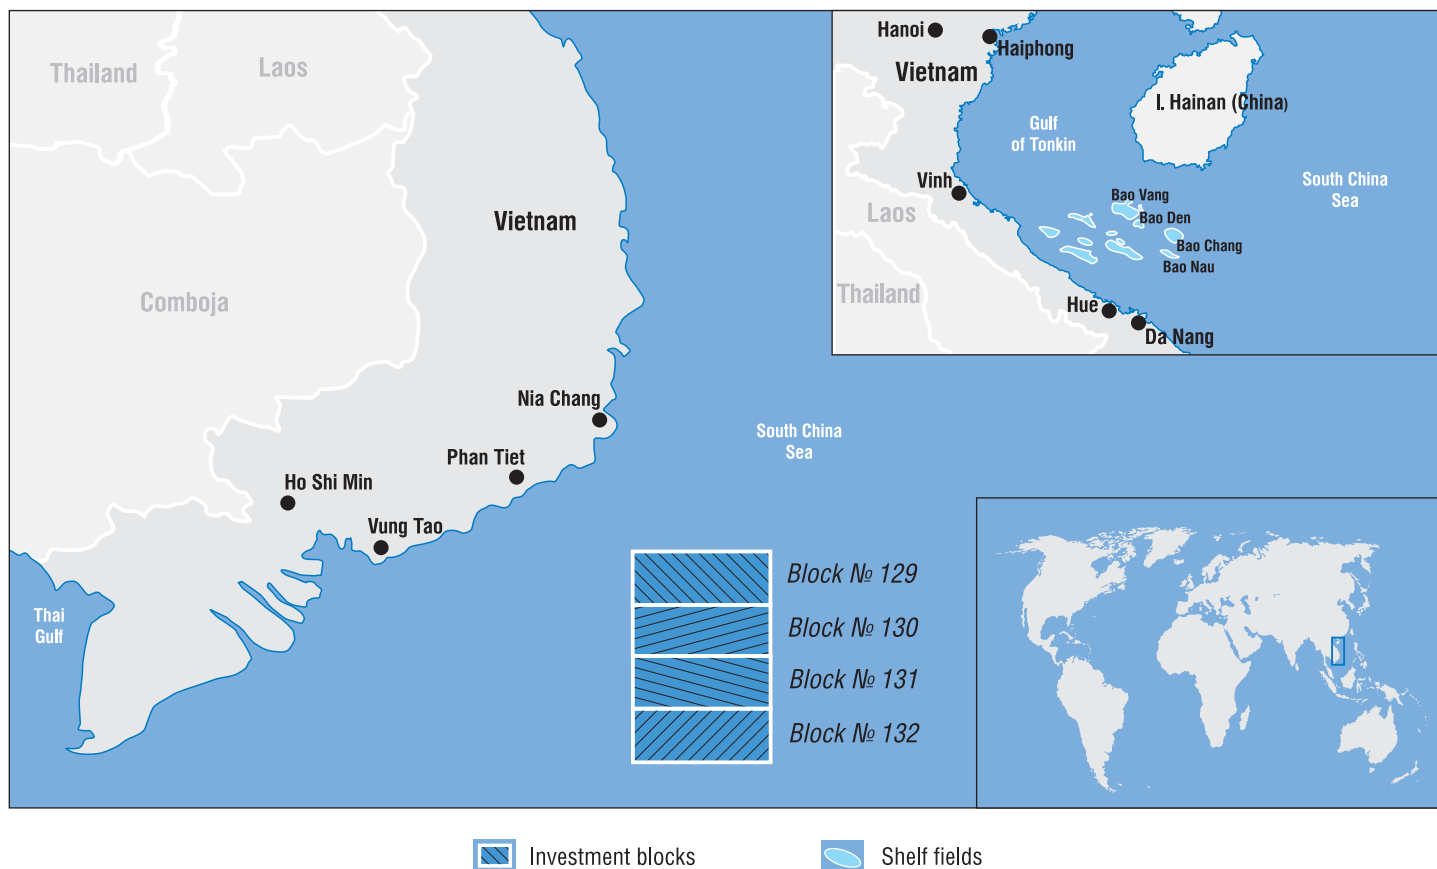 Thailand
Laos
Vietnam
Comboja
Nia Chang
Phan Tiet
Ho Shi Min
Vung Tao
Thai
Gulf
South China
Sea
Hanoi
Haiphong
Vietnam
I. Hainan (China)
Gulf
of Tonkin
Vinh
South China
Sea
Laos
Bao Vang
Bao Den
Bao Chang
Bao Nau
Thailand
Hue
Da Nang
Block № 129
Block № 130
Block № 131
Block № 132
Investment blocks
Shelf fields